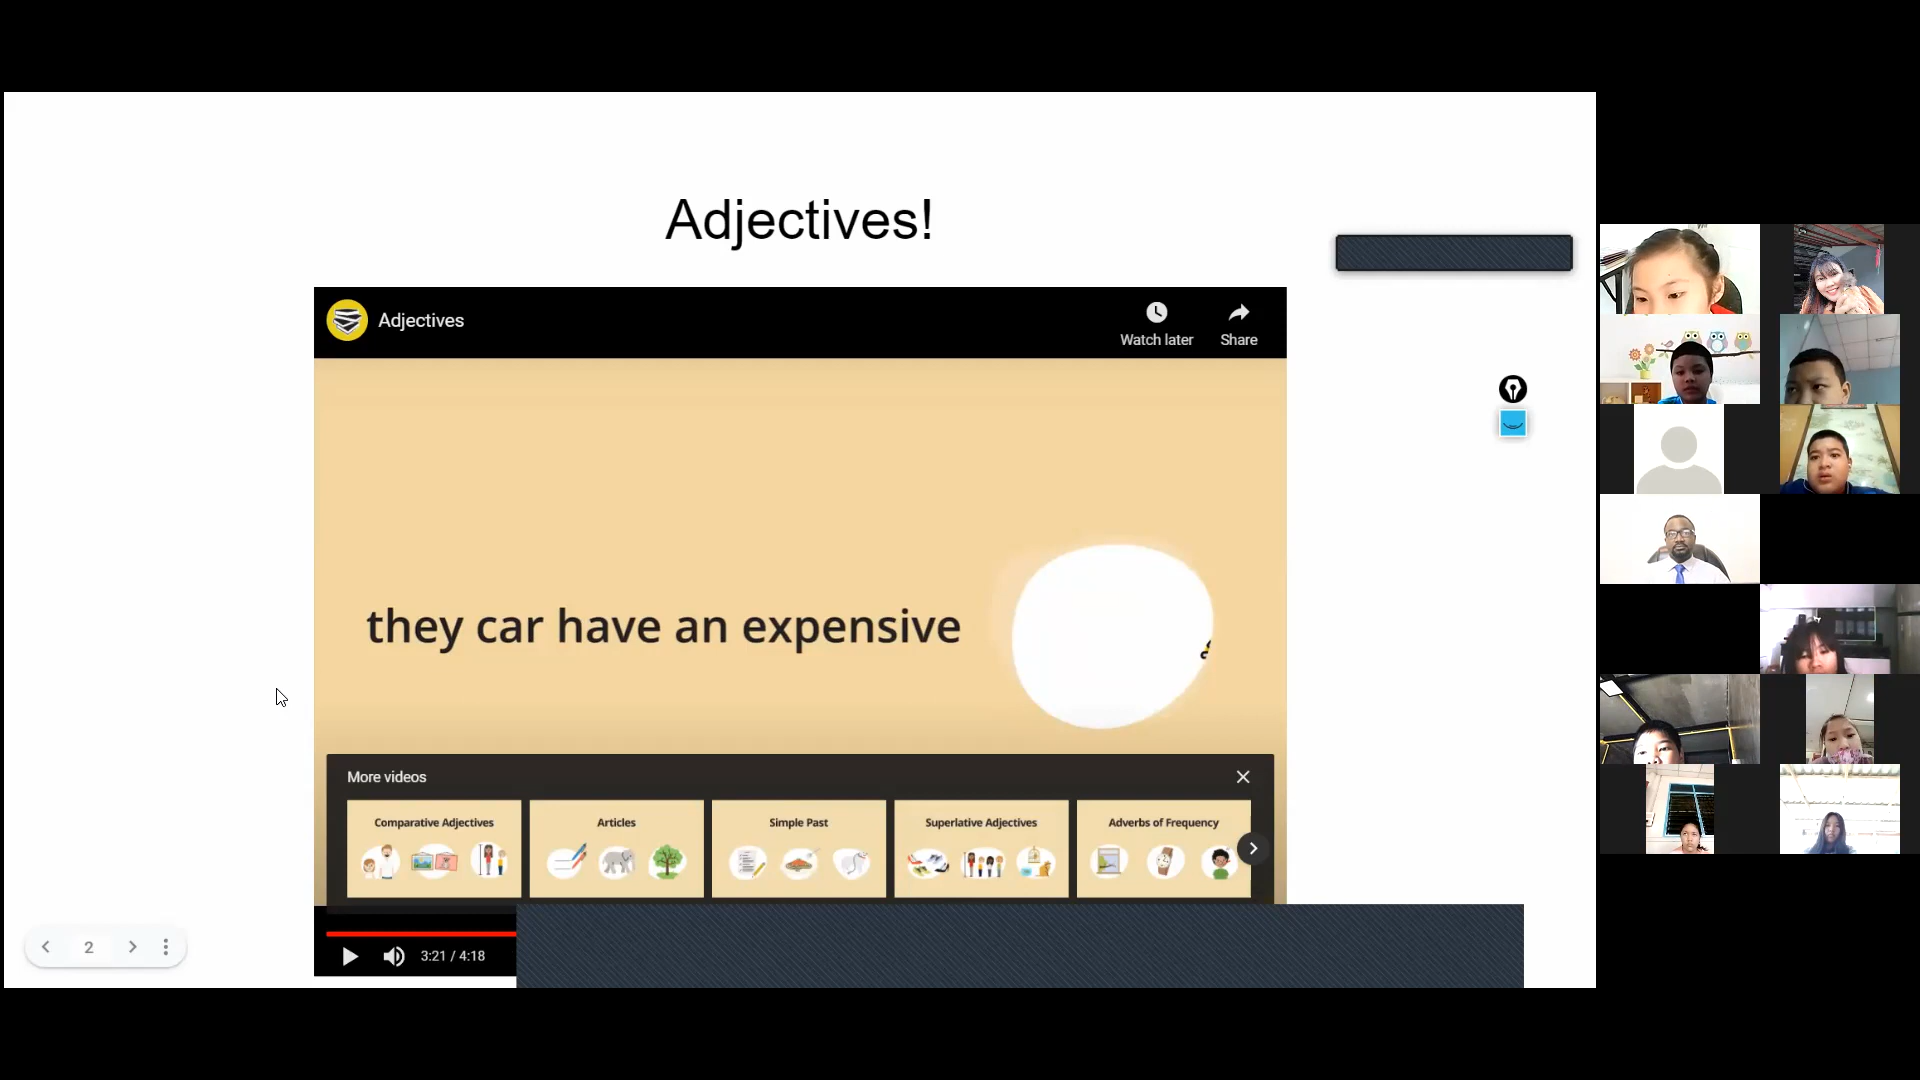 Adjectives!
Adjectives
Watch later
Share
they car have an expensive
More videos
Comparative Adjectives
Articles
Simple Past
Superlative Adjectives
Adverbs of Frequency
2
3:21 / 4:18